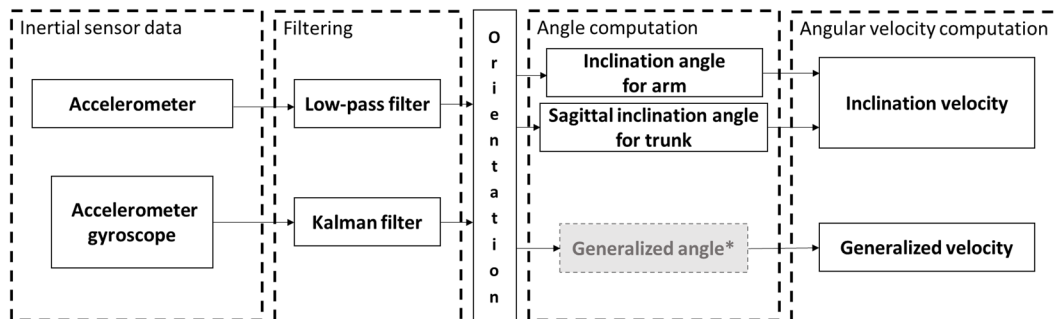 Inertial sensor data
Filtering
Orientation
Angle computation
Angular velocity computation
Accelerometer
Low-pass filter
Inclination angle
for arm
Inclination velocity
Sagittal inclination angle
for trunk
Accelerometer
gyroscope
Kalman filter
Generalized angle*
Generalized velocity